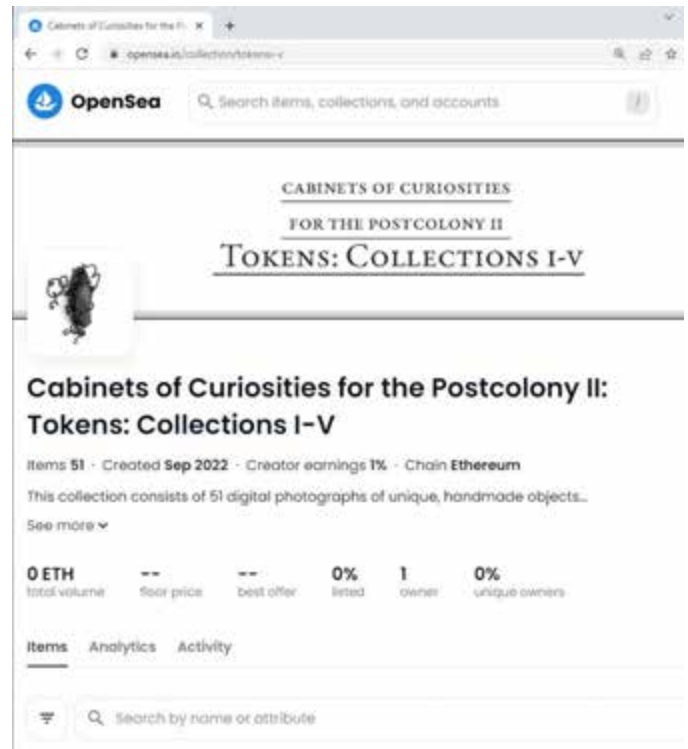 Cabinets of Curiosities for the P
opensea.io/collection/tokens-i-v
OpenSea
Search items, collections, and accounts
/
CABINETS OF CURIOSITIES
FOR THE POSTCOLONY II
TOKENS: COLLECTIONS I-V
Cabinets of Curiosities for the Postcolony II:
Tokens: Collections I-V
Items 51 · Created Sep 2022 · Creator earnings 1% · Chain Ethereum
This collection consists of 51 digital photographs of unique, handmade objects...
See more
0 ETH -- -- 0% 1 0%
total volume floor price best offer listed owner unique owners
Items Analytics Activity
Search by name or attribute